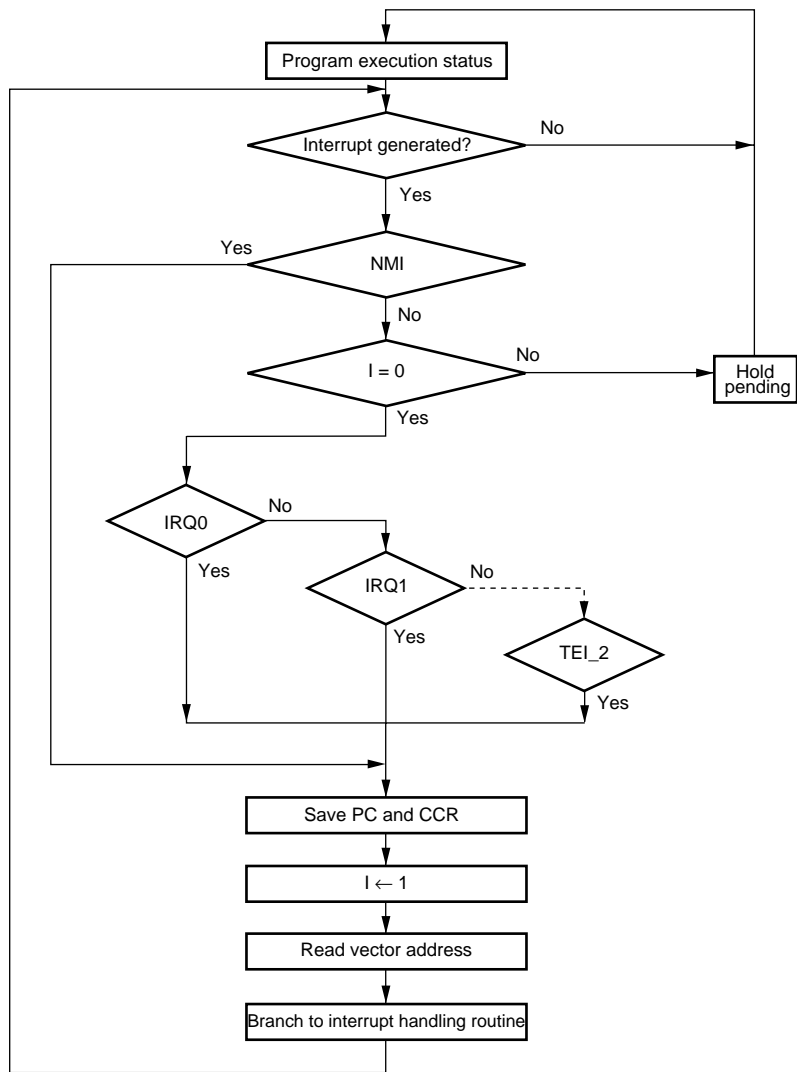 Program execution status
Interrupt generated?
No
Yes
Yes
NMI
No
I = 0
No
Hold
pending
Yes
IRQ0
No
Yes
IRQ1
No
Yes
TEI_2
Yes
Save PC and CCR
I ← 1
Read vector address
Branch to interrupt handling routine